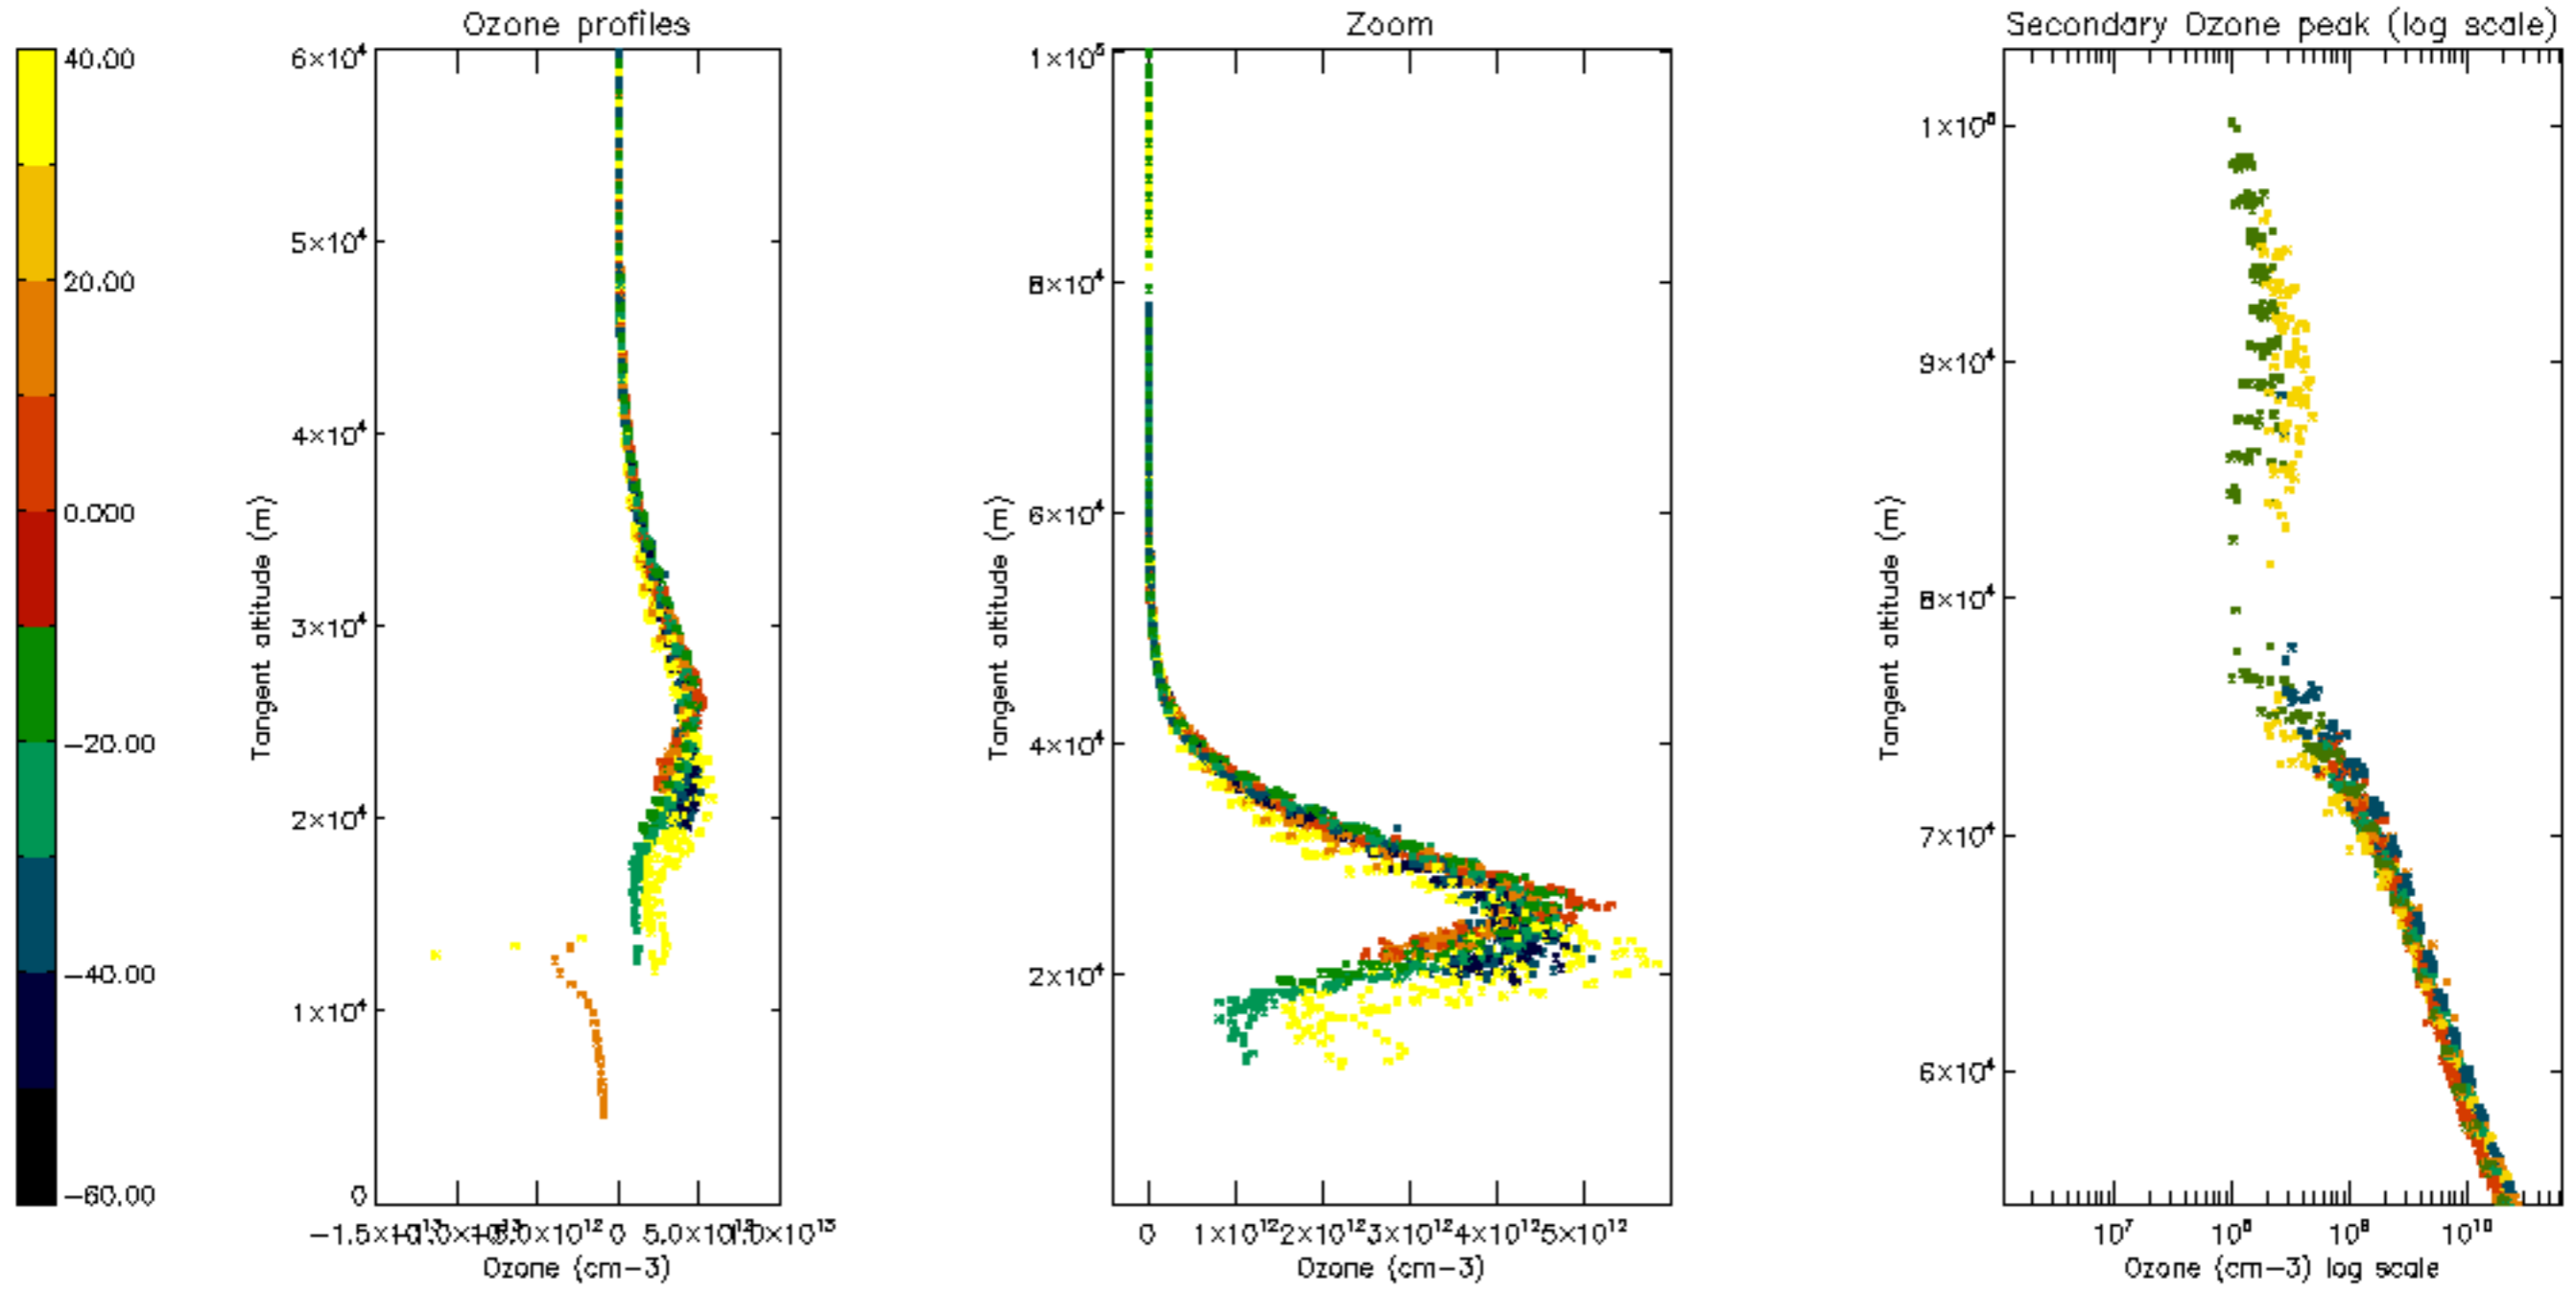 Ozone profiles
Zoom
Secondary Ozone peak (log scale)
40.00
20.00
0.000
−20.00
−40.00
−60.00
Tangent altitude (m)
6×10⁴
5×10⁴
4×10⁴
3×10⁴
2×10⁴
1×10⁴
0
0
Ozone (cm−3)
Tangent altitude (m)
1×10⁵
8×10⁴
6×10⁴
4×10⁴
2×10⁴
0 1×10¹² 2×10¹² 3×10¹² 4×10¹² 5×10¹²
Ozone (cm−3)
Tangent altitude (m)
1×10⁵
9×10⁴
8×10⁴
7×10⁴
6×10⁴
10⁷ 10⁸ 10⁹ 10¹⁰
Ozone (cm−3) log scale